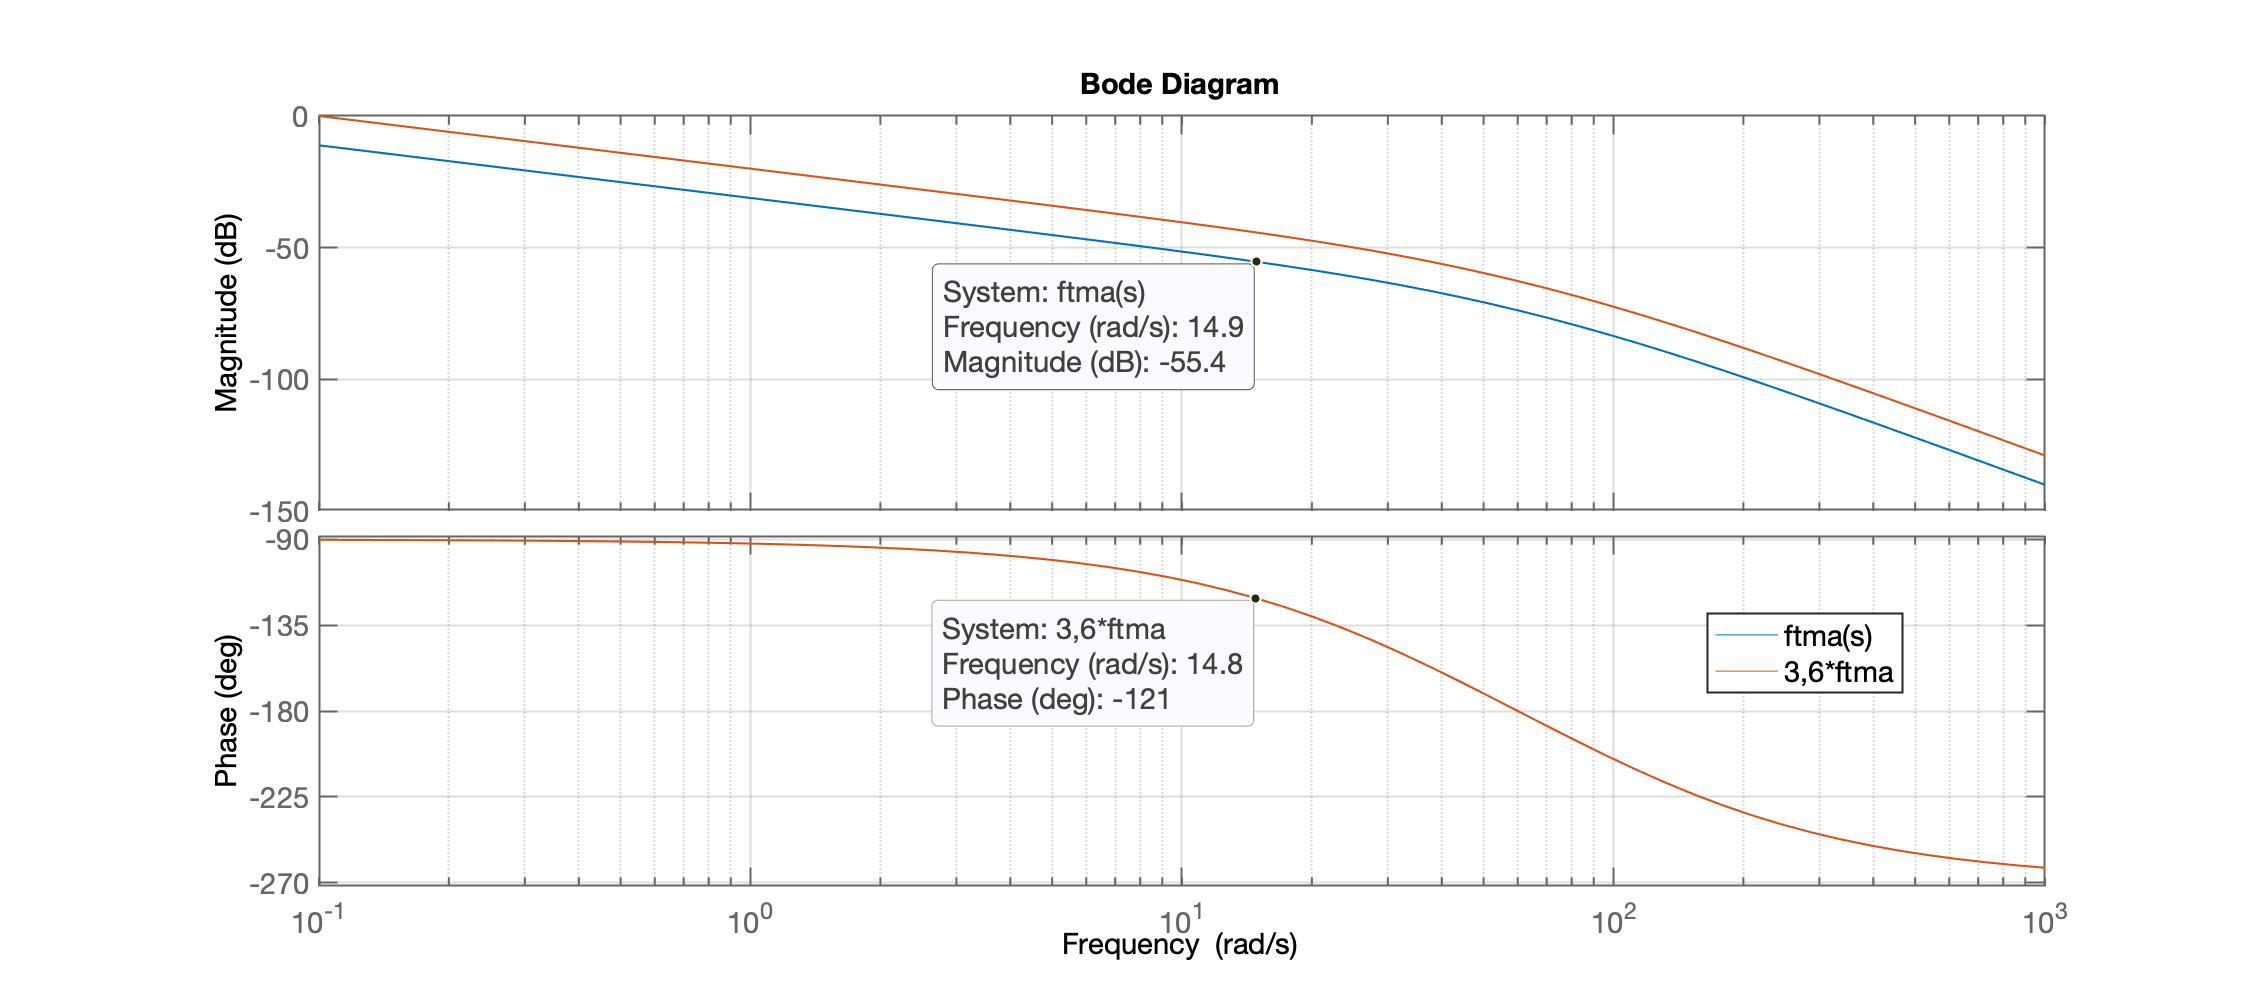 Bode Diagram
Magnitude (dB)
0
-50
-100
-150
System: ftma(s)
Frequency (rad/s): 14.9
Magnitude (dB): -55.4
Phase (deg)
-90
-135
-180
-225
-270
System: 3,6*ftma
Frequency (rad/s): 14.8
Phase (deg): -121
ftma(s)
3,6*ftma
10^-1 10^0 10^1 10^2 10^3
Frequency (rad/s)